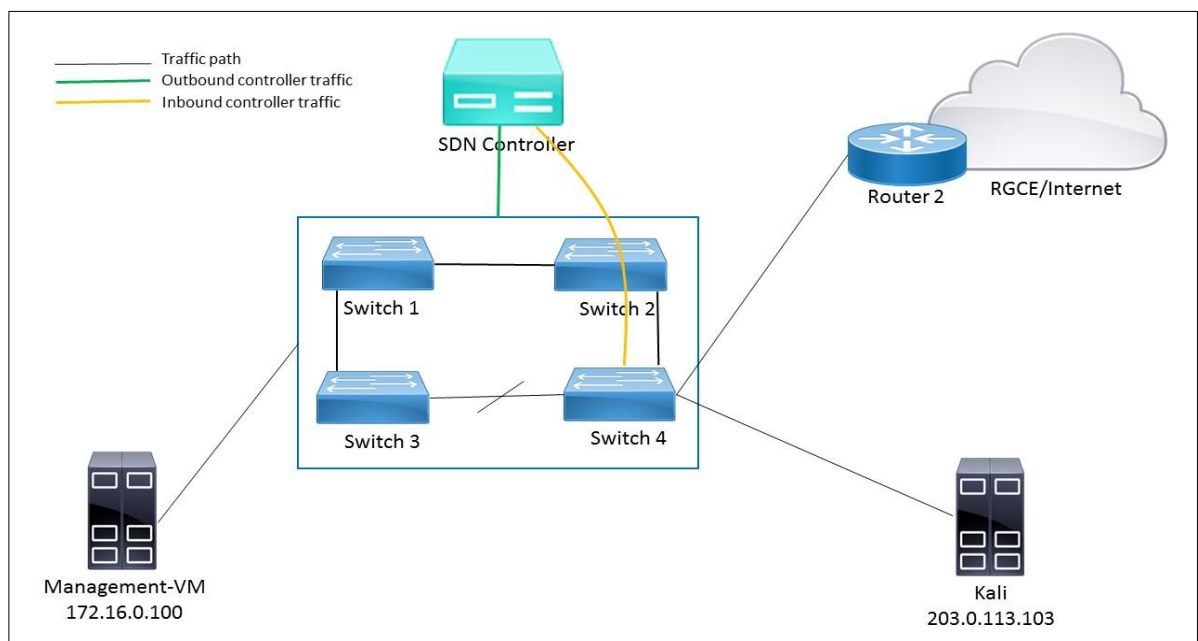 Traffic path
Outbound controller traffic
Inbound controller traffic
SDN Controller
Router 2
RGCE/Internet
Switch 1
Switch 2
Switch 3
Switch 4
Management-VM
172.16.0.100
Kali
203.0.113.103